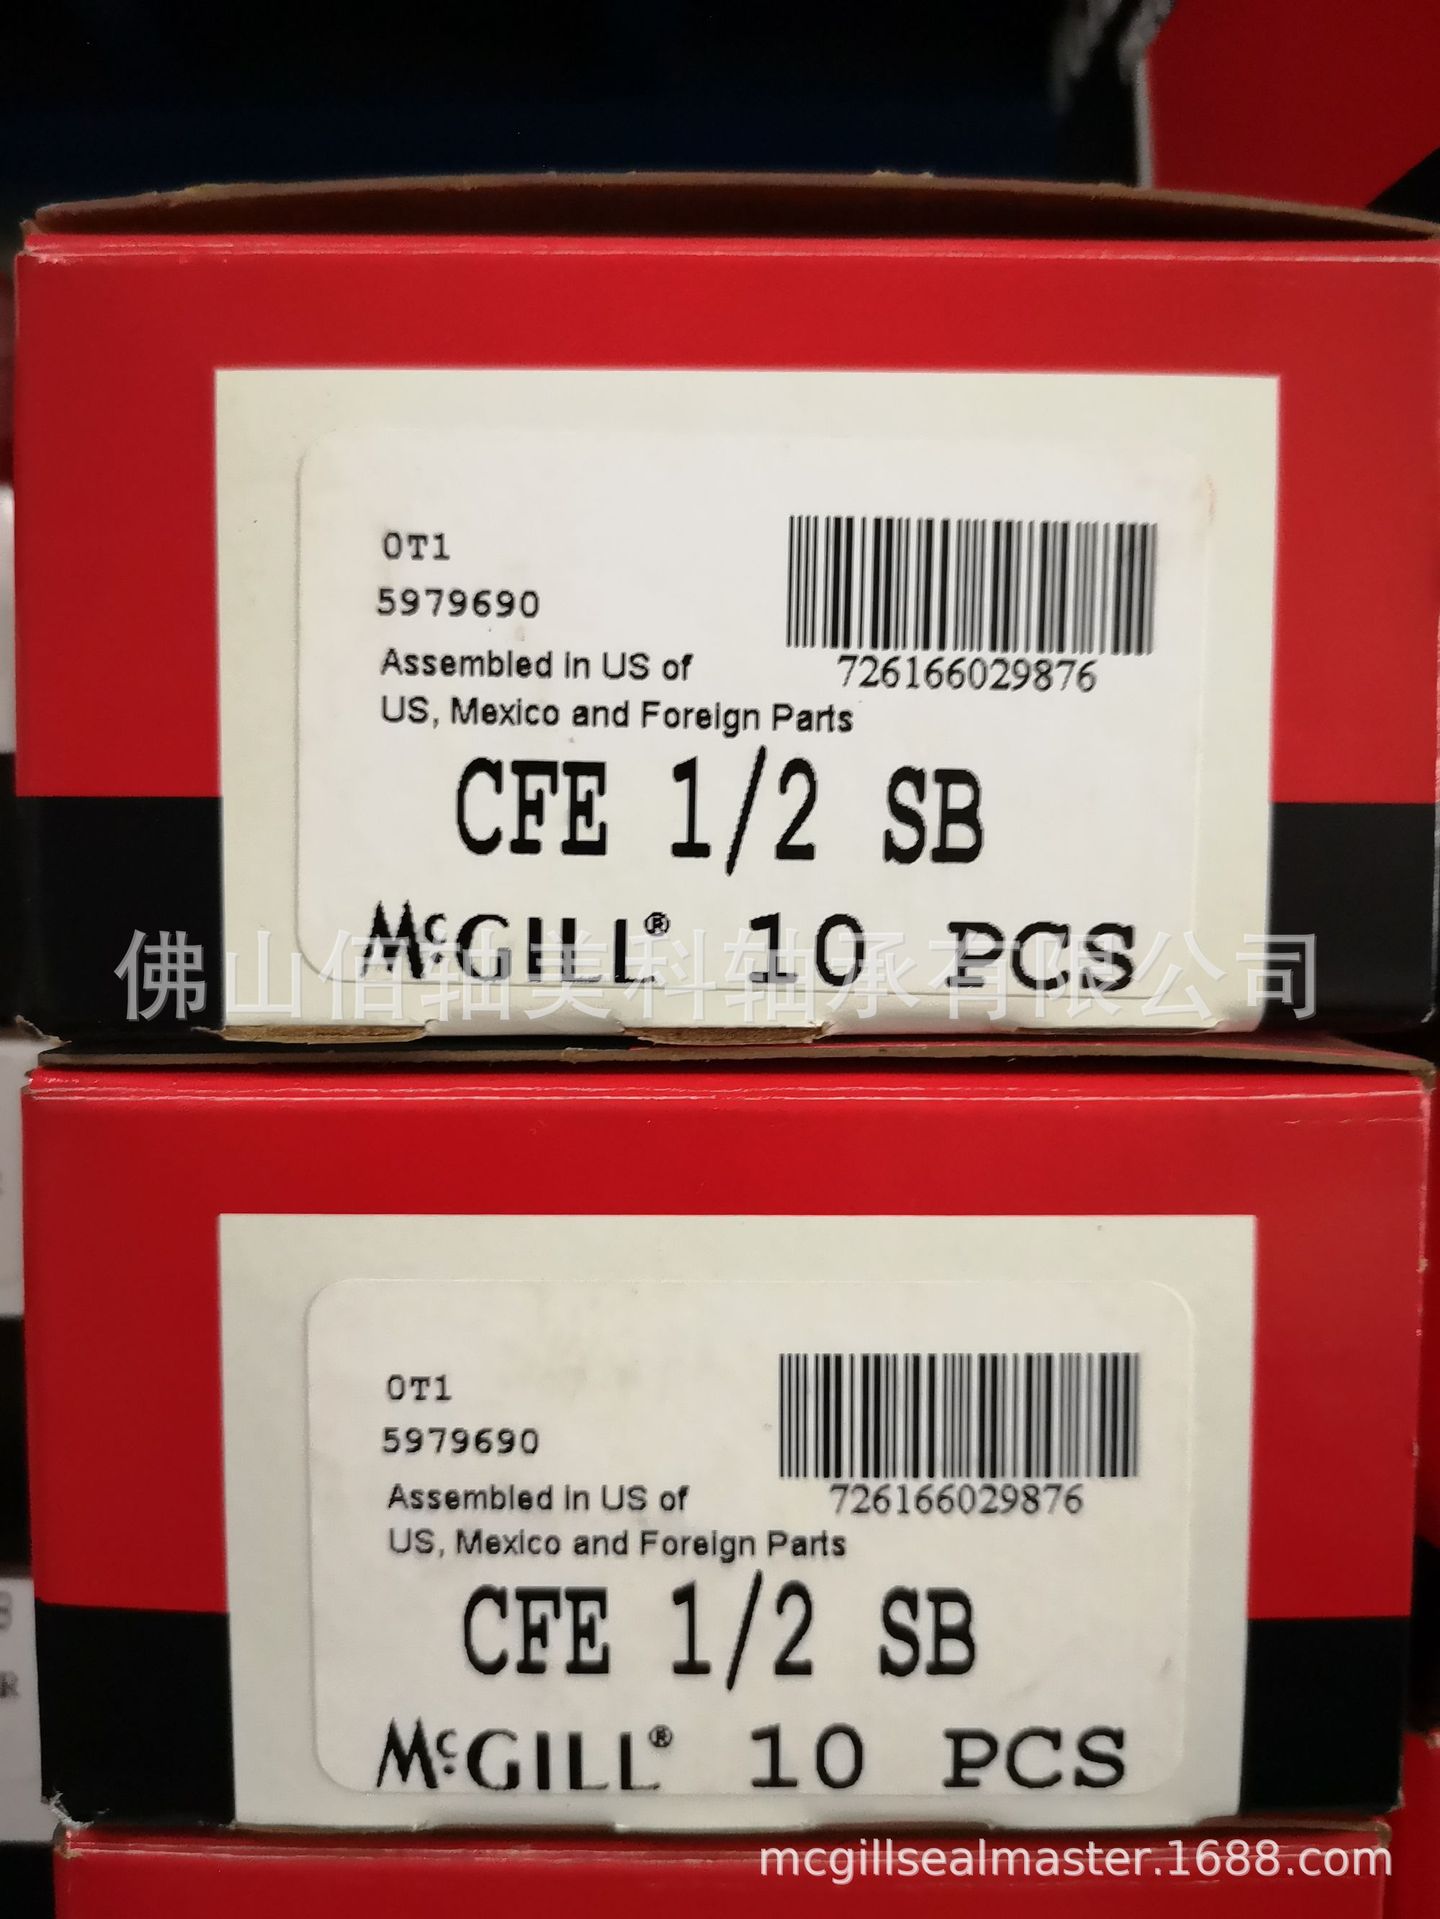 OT1
5979690
726166029876
Assembled in US of
US, Mexico and Foreign Parts
CFE 1/2 SB
McGILL® 10 PCS
佛山佰轴美科轴承有限公司
OT1
5979690
726166029876
Assembled in US of
US, Mexico and Foreign Parts
CFE 1/2 SB
McGILL® 10 PCS
mcgillsealmaster.1688.com